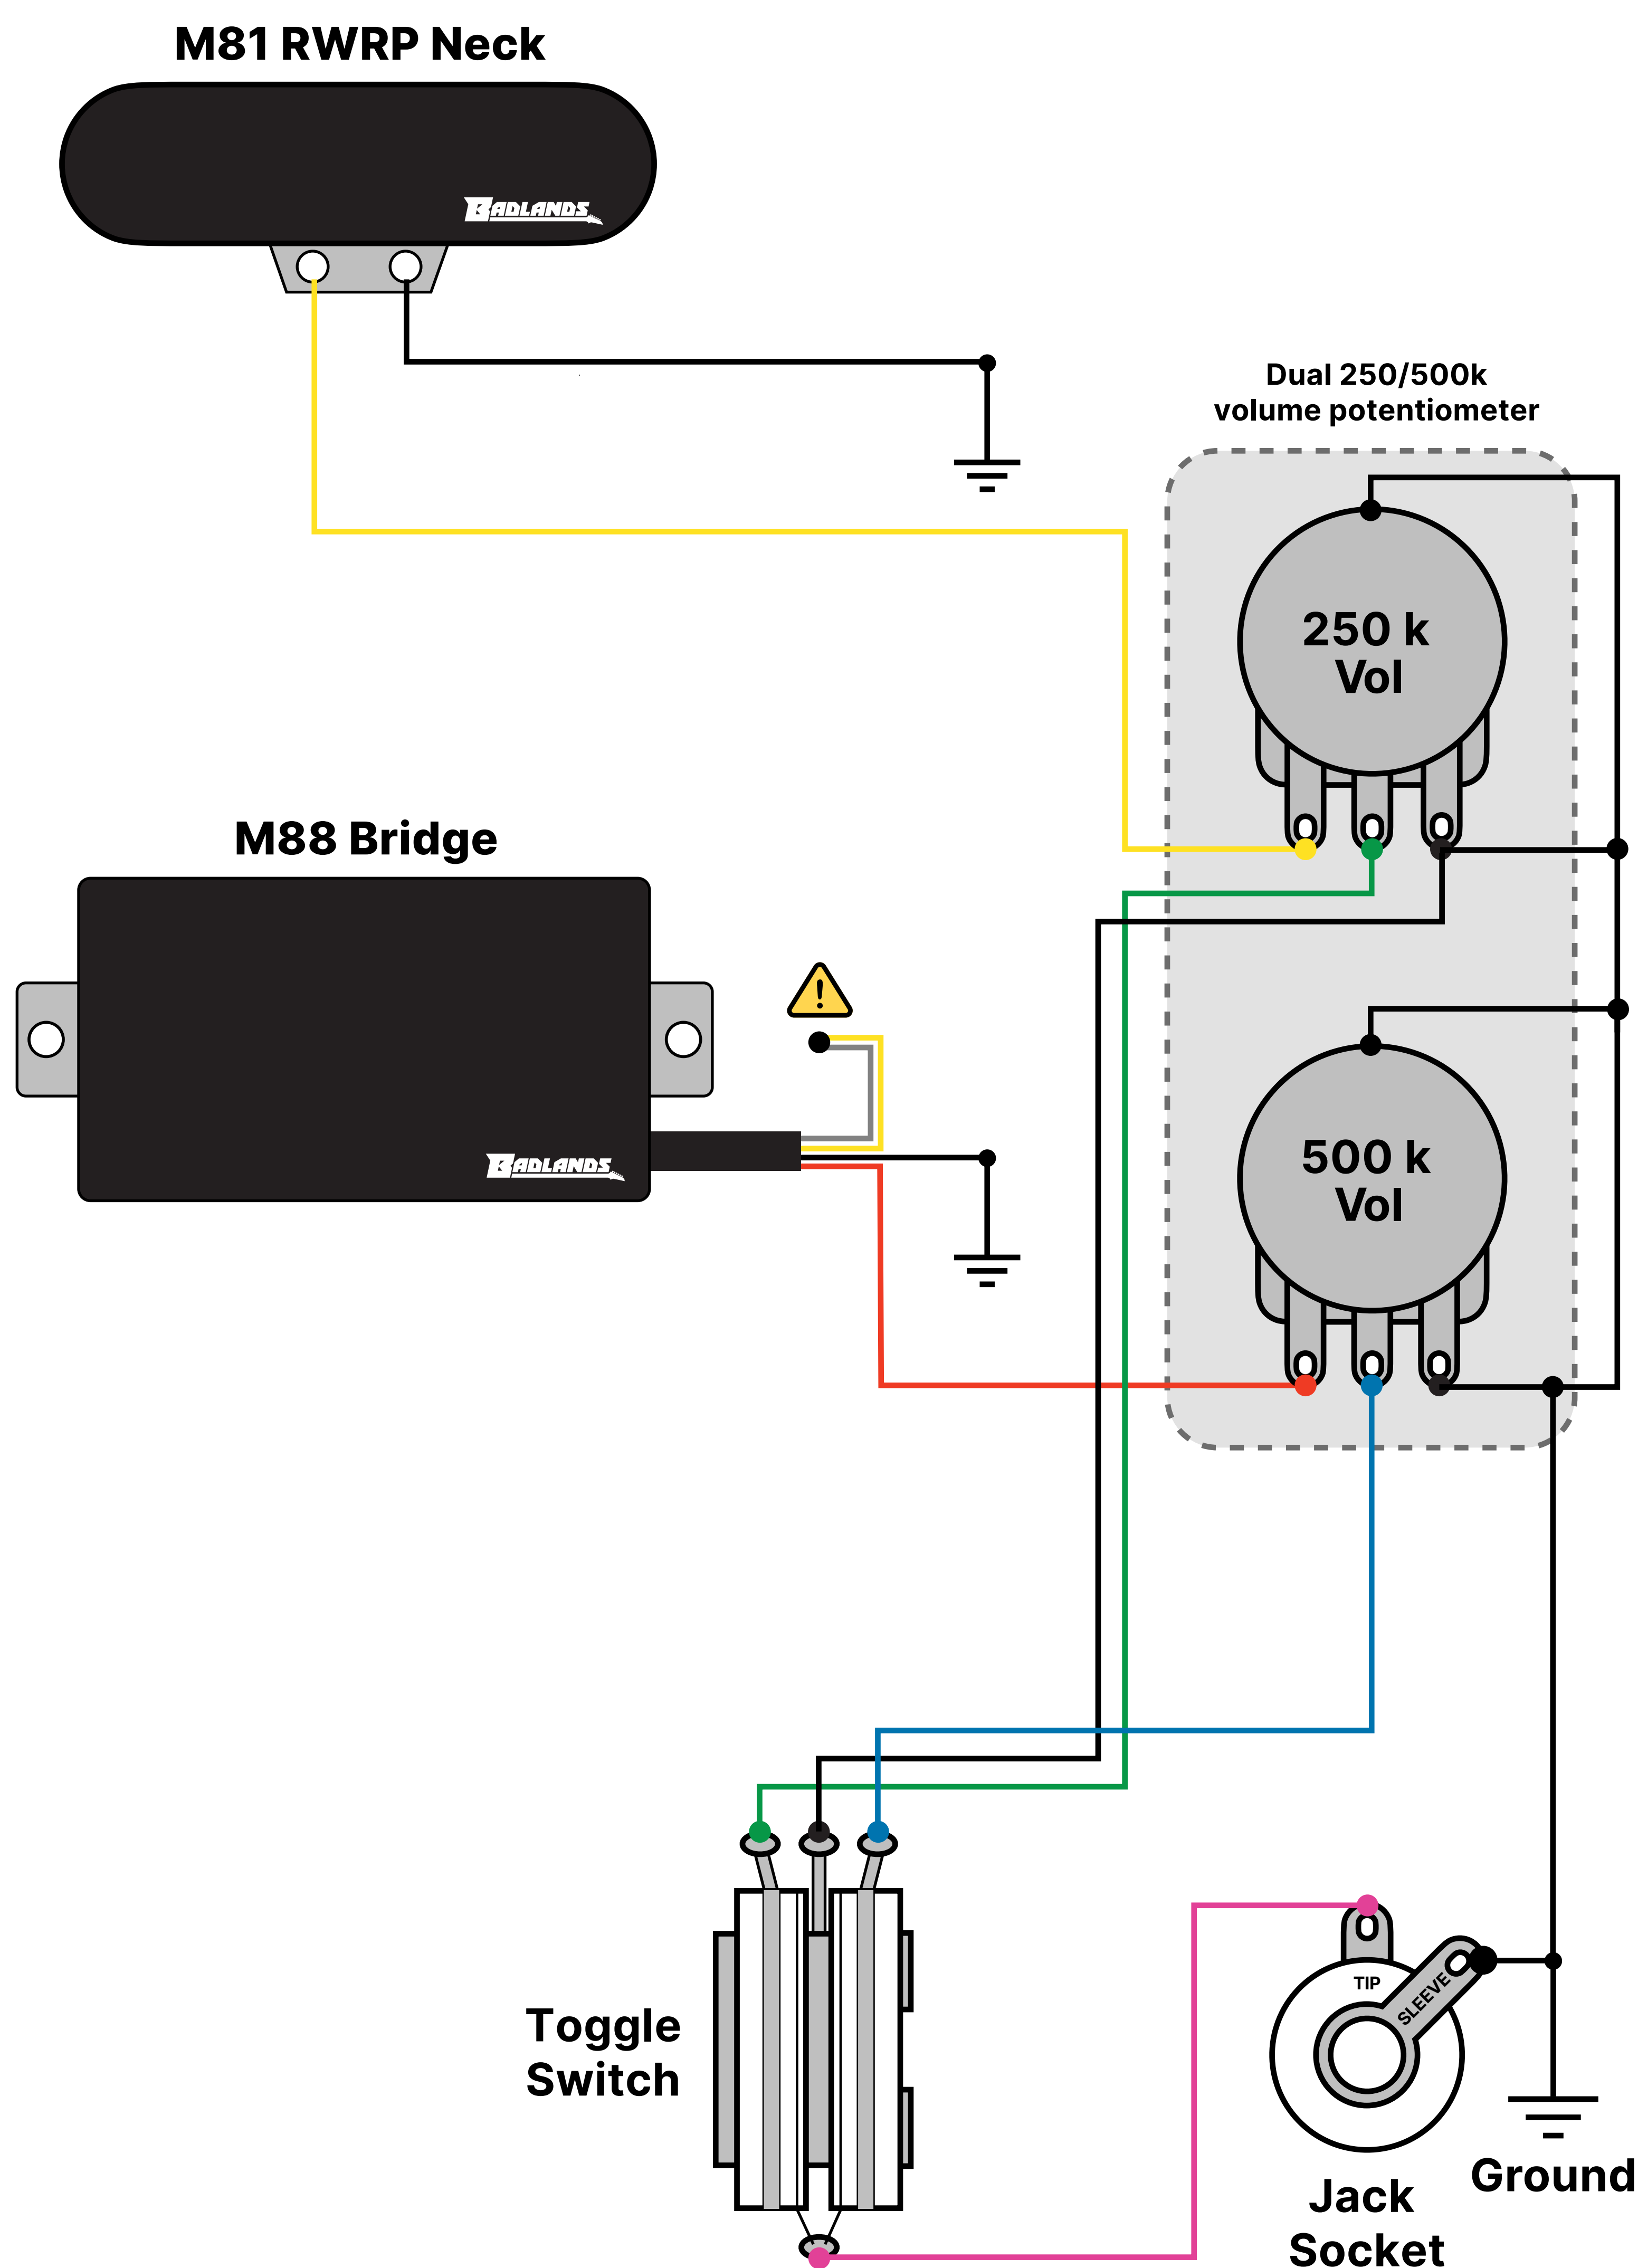 M81 RWRP Neck
BADLANDS
Dual 250/500k
volume potentiometer
250 k
Vol
M88 Bridge
!
BADLANDS
500 k
Vol
Toggle
Switch
TIP
SLEEVE
Jack
Socket
Ground